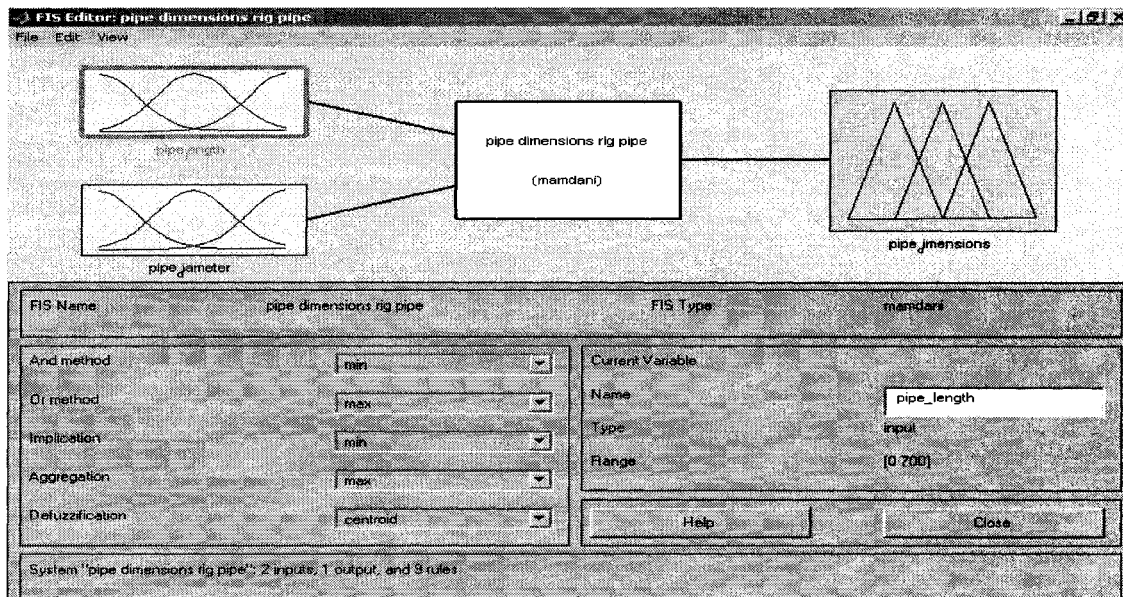 FIS Editor: pipe dimensions rig pipe
File Edit View
pipe_length
pipe dimensions rig pipe
(mamdani)
pipe_diameter
pipe_dimensions
FIS Name pipe dimensions rig pipe FIS Type mamdani
And method min
Or method max
Implication min
Aggregation max
Defuzzification centroid
Current Variable
Name pipe_length
Type input
Range [0 700]
Help Close
System "pipe dimensions rig pipe": 2 inputs, 1 output, and 9 rules